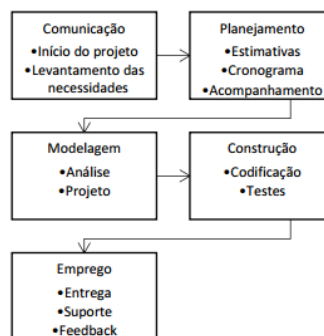 Comunicação
•Início do projeto
•Levantamento das
necessidades
Planejamento
•Estimativas
•Cronograma
•Acompanhamento
Modelagem
•Análise
•Projeto
Construção
•Codificação
•Testes
Emprego
•Entrega
•Suporte
•Feedback